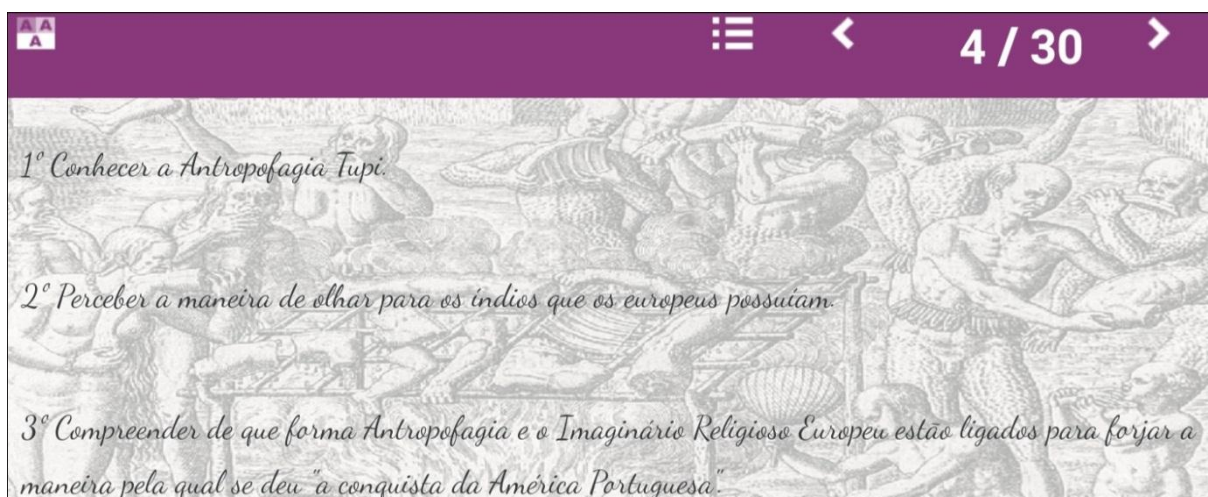 A A
A
4 / 30
1º Conhecer a Antropofagia Tupi.
2º Perceber a maneira de olhar para os índios que os europeus possuíam.
3º Compreender de que forma Antropofagia e o Imaginário Religioso Europeu estão ligados para forjar a
maneira pela qual se deu "a conquista da América Portuguesa".